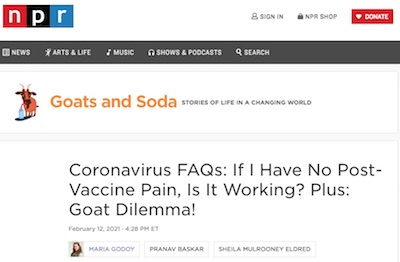 npr
SIGN IN
NPR SHOP
DONATE
NEWS
ARTS & LIFE
MUSIC
SHOWS & PODCASTS
SEARCH
Goats and Soda STORIES OF LIFE IN A CHANGING WORLD
Coronavirus FAQs: If I Have No Post-
Vaccine Pain, Is It Working? Plus:
Goat Dilemma!
February 12, 2021 · 4:28 PM ET
MARIA GODOY
PRANAV BASKAR
SHEILA MULROONEY ELDRED